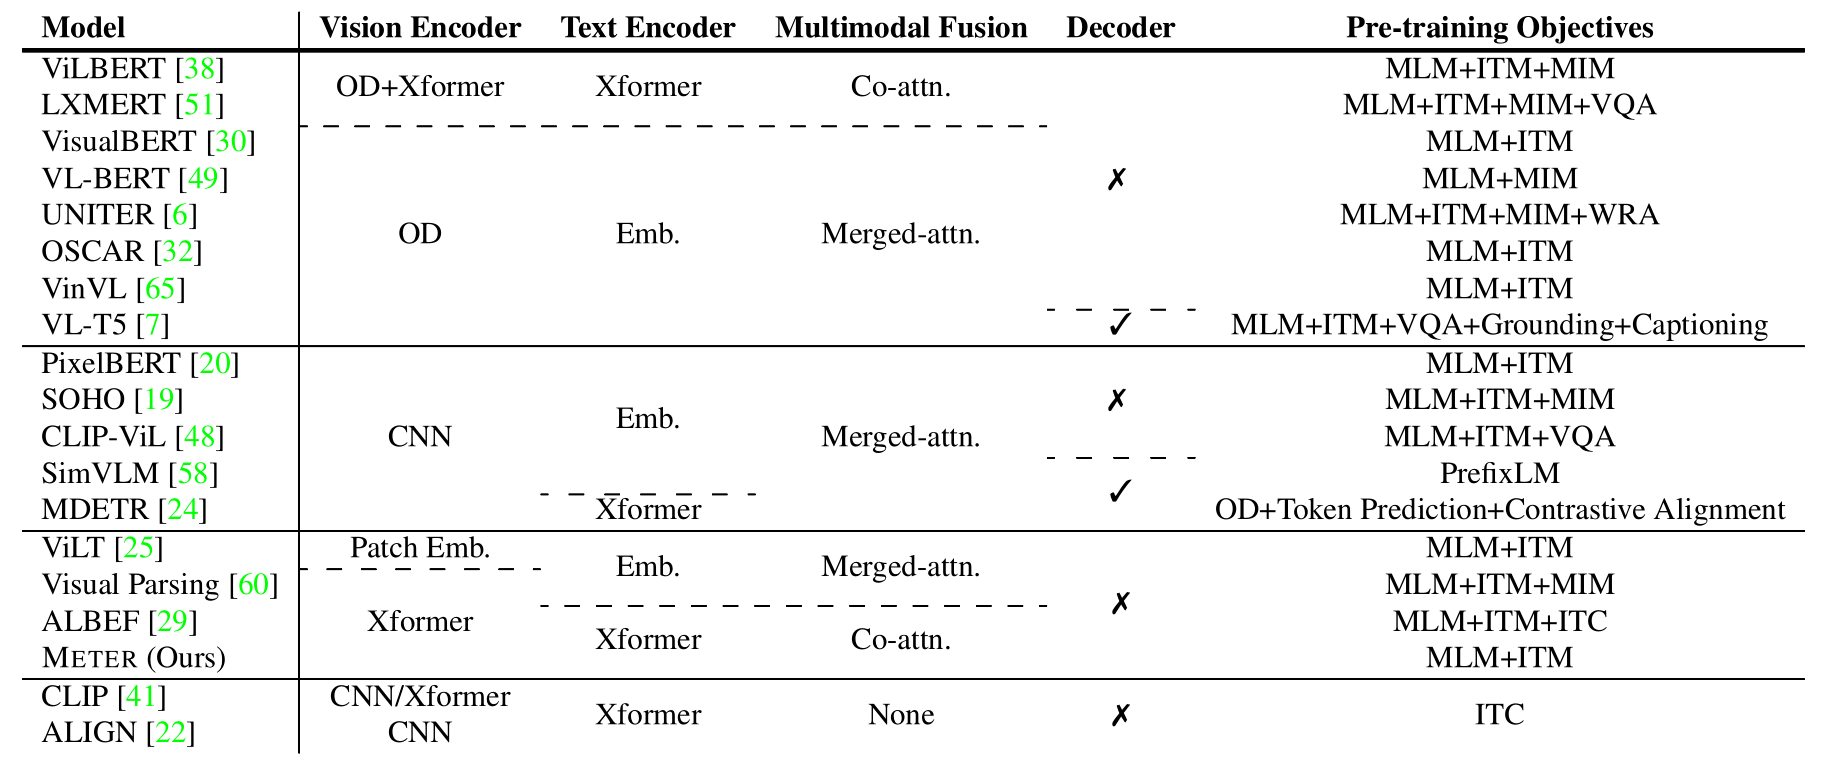 Model Vision Encoder Text Encoder Multimodal Fusion Decoder Pre-training Objectives
ViLBERT [38] MLM+ITM+MIM
OD+Xformer Xformer Co-attn.
LXMERT [51] MLM+ITM+MIM+VQA
VisualBERT [30] MLM+ITM
VL-BERT [49] ✗ MLM+MIM
UNITER [6] MLM+ITM+MIM+WRA
OD Emb. Merged-attn.
OSCAR [32] MLM+ITM
VinVL [65] MLM+ITM
VL-T5 [7] ✓ MLM+ITM+VQA+Grounding+Captioning
PixelBERT [20] MLM+ITM
SOHO [19] ✗ MLM+ITM+MIM
Emb.
CLIP-ViL [48] CNN Merged-attn. MLM+ITM+VQA
SimVLM [58] PrefixLM
✓
MDETR [24] Xformer OD+Token Prediction+Contrastive Alignment
ViLT [25] Patch Emb. MLM+ITM
Emb. Merged-attn.
Visual Parsing [60] MLM+ITM+MIM
✗
ALBEF [29] Xformer MLM+ITM+ITC
Xformer Co-attn.
METER (Ours) MLM+ITM
CLIP [41] CNN/Xformer
Xformer None ✗ ITC
ALIGN [22] CNN